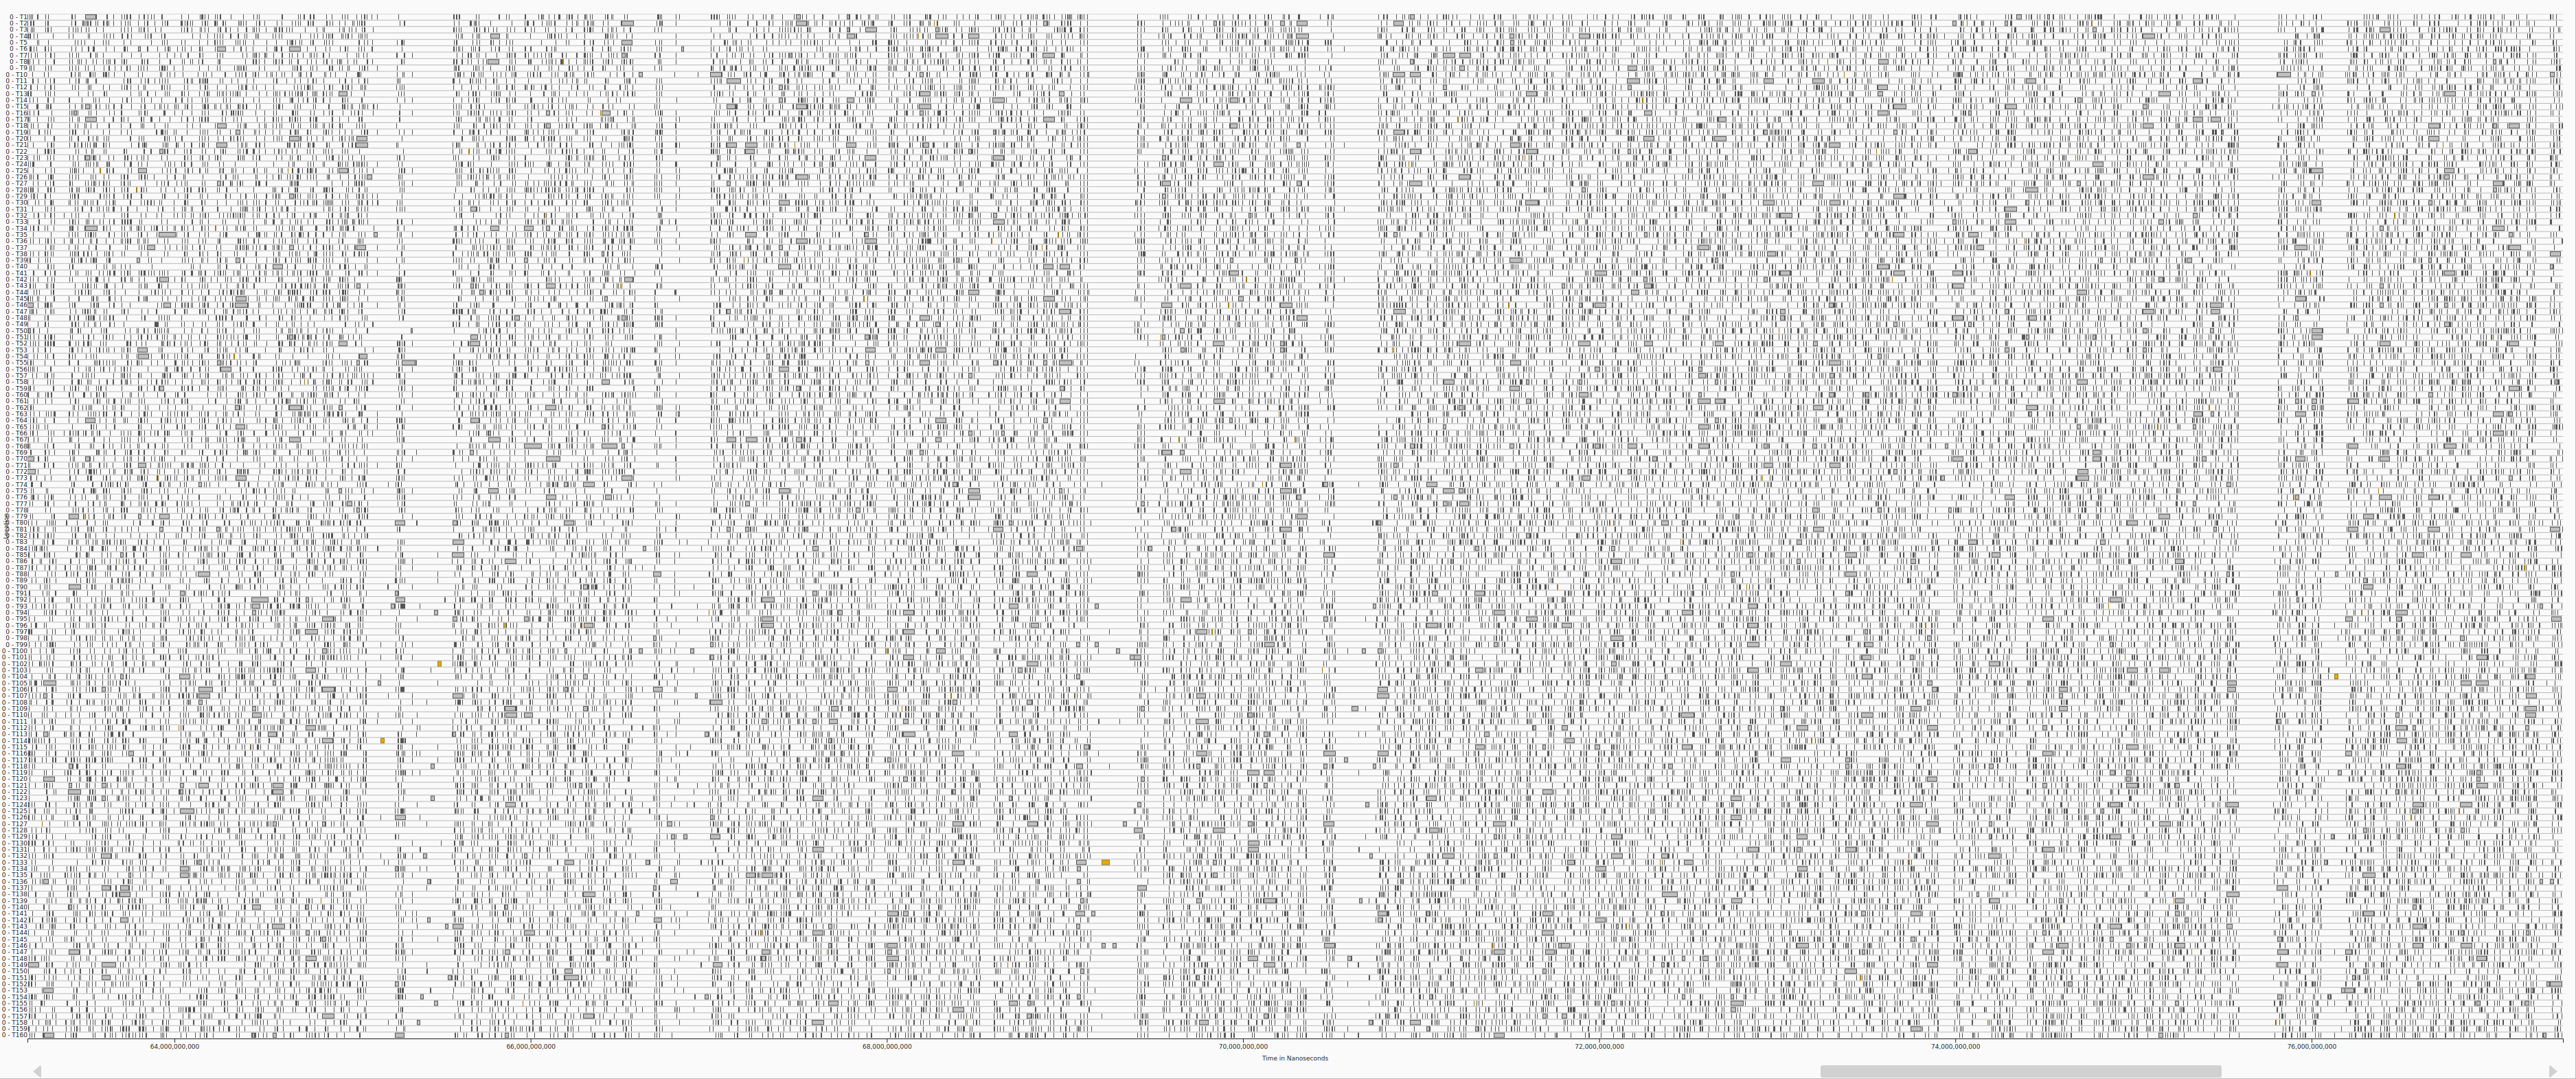 0 - T1
0 - T2
0 - T3
0 - T4
0 - T5
0 - T6
0 - T7
0 - T8
0 - T9
0 - T10
0 - T11
0 - T12
0 - T13
0 - T14
0 - T15
0 - T16
0 - T17
0 - T18
0 - T19
0 - T20
0 - T21
0 - T22
0 - T23
0 - T24
0 - T25
0 - T26
0 - T27
0 - T28
0 - T29
0 - T30
0 - T31
0 - T32
0 - T33
0 - T34
0 - T35
0 - T36
0 - T37
0 - T38
0 - T39
0 - T40
0 - T41
0 - T42
0 - T43
0 - T44
0 - T45
0 - T46
0 - T47
0 - T48
0 - T49
0 - T50
0 - T51
0 - T52
0 - T53
0 - T54
0 - T55
0 - T56
0 - T57
0 - T58
0 - T59
0 - T60
0 - T61
0 - T62
0 - T63
0 - T64
0 - T65
0 - T66
0 - T67
0 - T68
0 - T69
0 - T70
0 - T71
0 - T72
0 - T73
0 - T74
0 - T75
0 - T76
0 - T77
0 - T78
0 - T79
0 - T80
0 - T81
0 - T82
0 - T83
0 - T84
0 - T85
0 - T86
0 - T87
0 - T88
0 - T89
0 - T90
0 - T91
0 - T92
0 - T93
0 - T94
0 - T95
0 - T96
0 - T97
0 - T98
0 - T99
0 - T100
0 - T101
0 - T102
0 - T103
0 - T104
0 - T105
0 - T106
0 - T107
0 - T108
0 - T109
0 - T110
0 - T111
0 - T112
0 - T113
0 - T114
0 - T115
0 - T116
0 - T117
0 - T118
0 - T119
0 - T120
0 - T121
0 - T122
0 - T123
0 - T124
0 - T125
0 - T126
0 - T127
0 - T128
0 - T129
0 - T130
0 - T131
0 - T132
0 - T133
0 - T134
0 - T135
0 - T136
0 - T137
0 - T138
0 - T139
0 - T140
0 - T141
0 - T142
0 - T143
0 - T144
0 - T145
0 - T146
0 - T147
0 - T148
0 - T149
0 - T150
0 - T151
0 - T152
0 - T153
0 - T154
0 - T155
0 - T156
0 - T157
0 - T158
0 - T159
0 - T160
64,000,000,000 66,000,000,000 68,000,000,000 70,000,000,000 72,000,000,000 74,000,000,000 76,000,000,000
Time in Nanoseconds